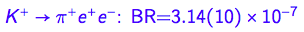 K⁺ → π⁺e⁺e⁻: BR=3.14(10) × 10⁻⁷